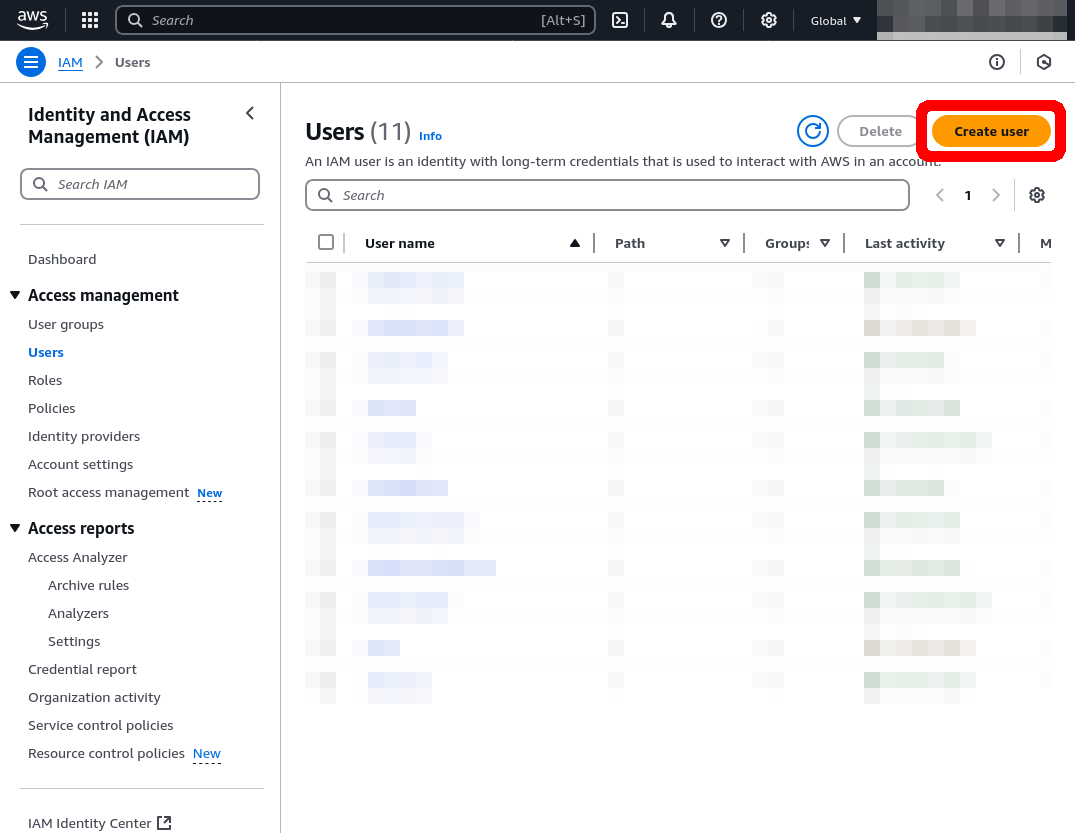 aws
Search [Alt+S]
Global
IAM
Users
Identity and Access
Management (IAM)
Search IAM
Dashboard
Access management
User groups
Users
Roles
Policies
Identity providers
Account settings
Root access management New
Access reports
Access Analyzer
Archive rules
Analyzers
Settings
Credential report
Organization activity
Service control policies
Resource control policies New
IAM Identity Center
Users (11) Info
Delete
Create user
An IAM user is an identity with long-term credentials that is used to interact with AWS in an account.
Search
1
User name Path Groups Last activity M